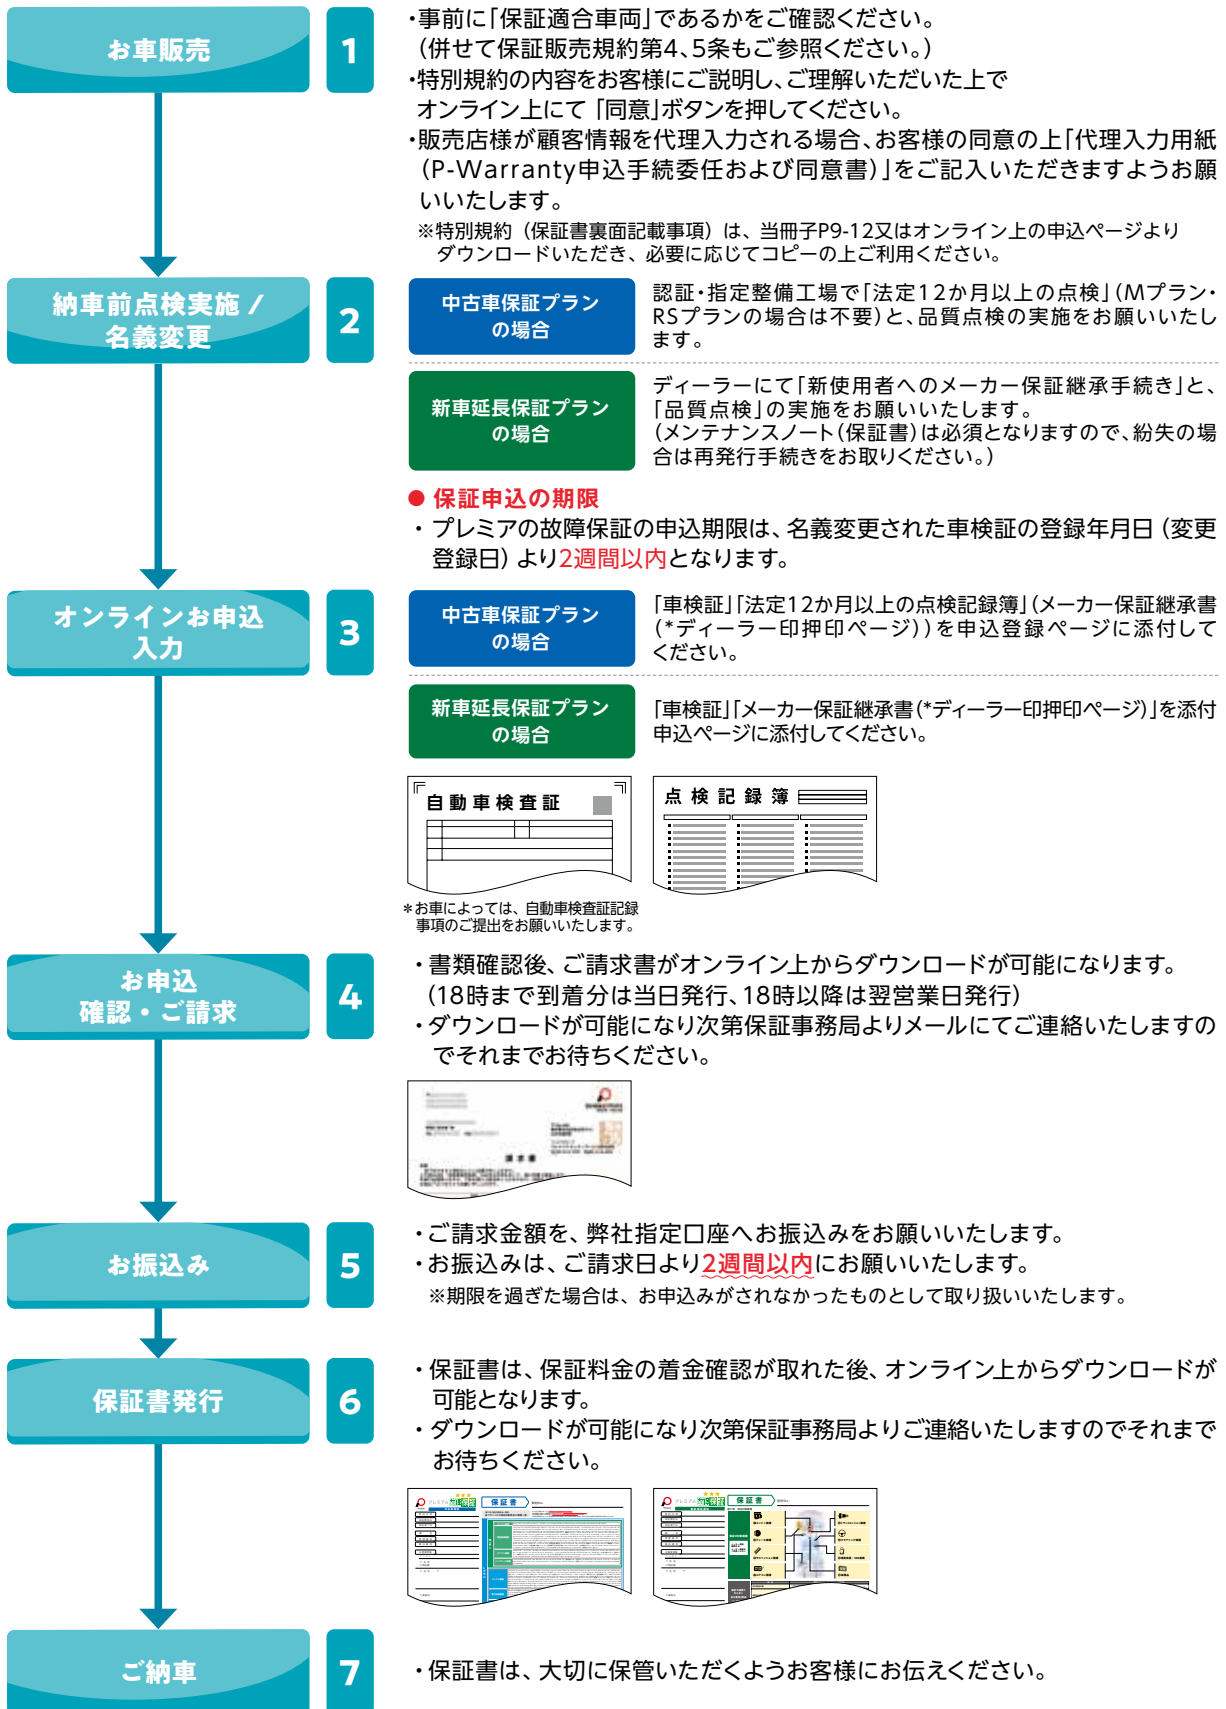 お車販売
1
・事前に「保証適合車両」であるかをご確認ください。
（併せて保証販売規約第4、5条もご参照ください。）
・特別規約の内容をお客様にご説明し、ご理解いただいた上で
オンライン上にて「同意」ボタンを押してください。
・販売店様が顧客情報を代理入力される場合、お客様の同意の上「代理入力用紙
（P-Warranty申込手続委任および同意書）」をご記入いただきますようお願
いいたします。
※特別規約（保証書裏面記載事項）は、当冊子P9-12又はオンライン上の申込ページより
ダウンロードいただき、必要に応じてコピーの上ご利用ください。
納車前点検実施 /
名義変更
2
中古車保証プラン
の場合
認証・指定整備工場で「法定12か月以上の点検」（Mプラン・
RSプランの場合は不要）と、品質点検の実施をお願いいたし
ます。
新車延長保証プラン
の場合
ディーラーにて「新使用者へのメーカー保証継承手続き」と、
「品質点検」の実施をお願いいたします。
（メンテナンスノート（保証書）は必須となりますので、紛失の場
合は再発行手続きをお取りください。）
● 保証申込の期限
・プレミアの故障保証の申込期限は、名義変更された車検証の登録年月日（変更
登録日）より2週間以内となります。
オンラインお申込
入力
3
中古車保証プラン
の場合
「車検証」「法定12か月以上の点検記録簿」（メーカー保証継承書
（*ディーラー印押印ページ））を申込登録ページに添付して
ください。
新車延長保証プラン
の場合
「車検証」「メーカー保証継承書（*ディーラー印押印ページ）」を添付
申込ページに添付してください。
自動車検査証
点検記録簿
＊お車によっては、自動車検査証記録
事項のご提出をお願いいたします。
お申込
確認・ご請求
4
・書類確認後、ご請求書がオンライン上からダウンロードが可能になります。
（18時まで到着分は当日発行、18時以降は翌営業日発行）
・ダウンロードが可能になり次第保証事務局よりメールにてご連絡いたしますの
でそれまでお待ちください。
請求書
お振込み
5
・ご請求金額を、弊社指定口座へお振込みをお願いいたします。
・お振込みは、ご請求日より2週間以内にお願いいたします。
※期限を過ぎた場合は、お申込みがされなかったものとして取り扱いいたします。
保証書発行
6
・保証書は、保証料金の着金確認が取れた後、オンライン上からダウンロードが
可能となります。
・ダウンロードが可能になり次第保証事務局よりご連絡いたしますのでそれまで
お待ちください。
保証書
保証書
ご納車
7
・保証書は、大切に保管いただくようお客様にお伝えください。